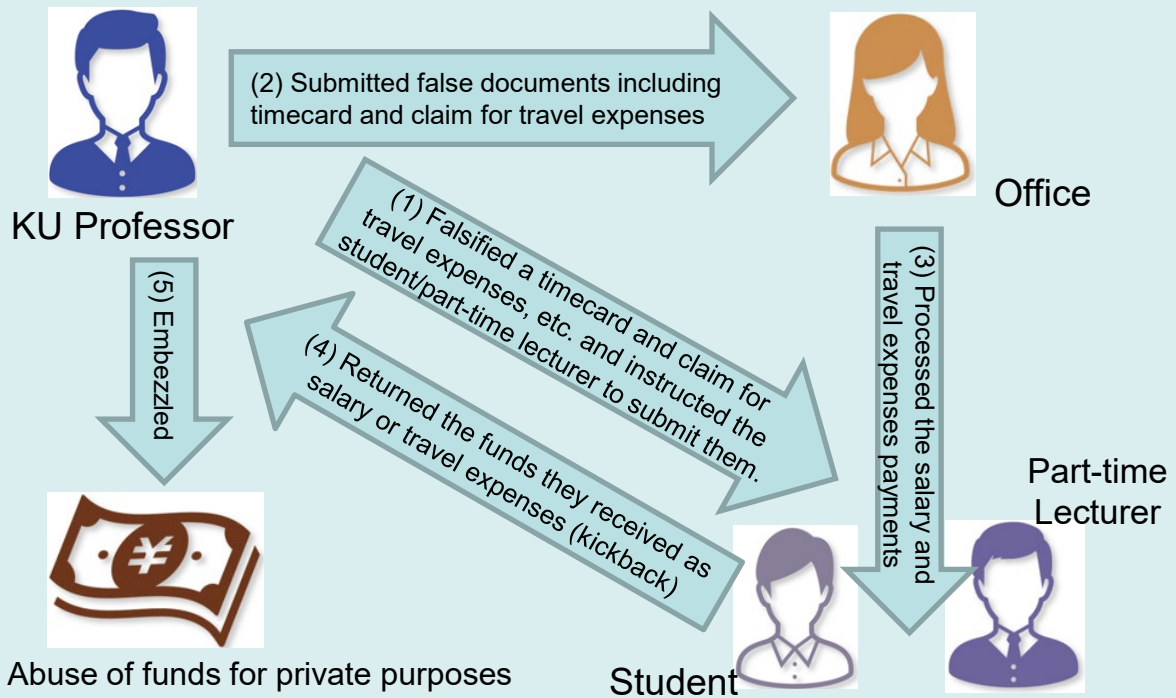 (2) Submitted false documents including
timecard and claim for travel expenses
KU Professor
Office
(1) Falsified a timecard and claim for
travel expenses, etc. and instructed the
student/part-time lecturer to submit them.
(3) Processed the salary and
travel expenses payments
(4) Returned the funds they received as
salary or travel expenses (kickback)
(5) Embezzled
¥
Part-time
Lecturer
Abuse of funds for private purposes
Student